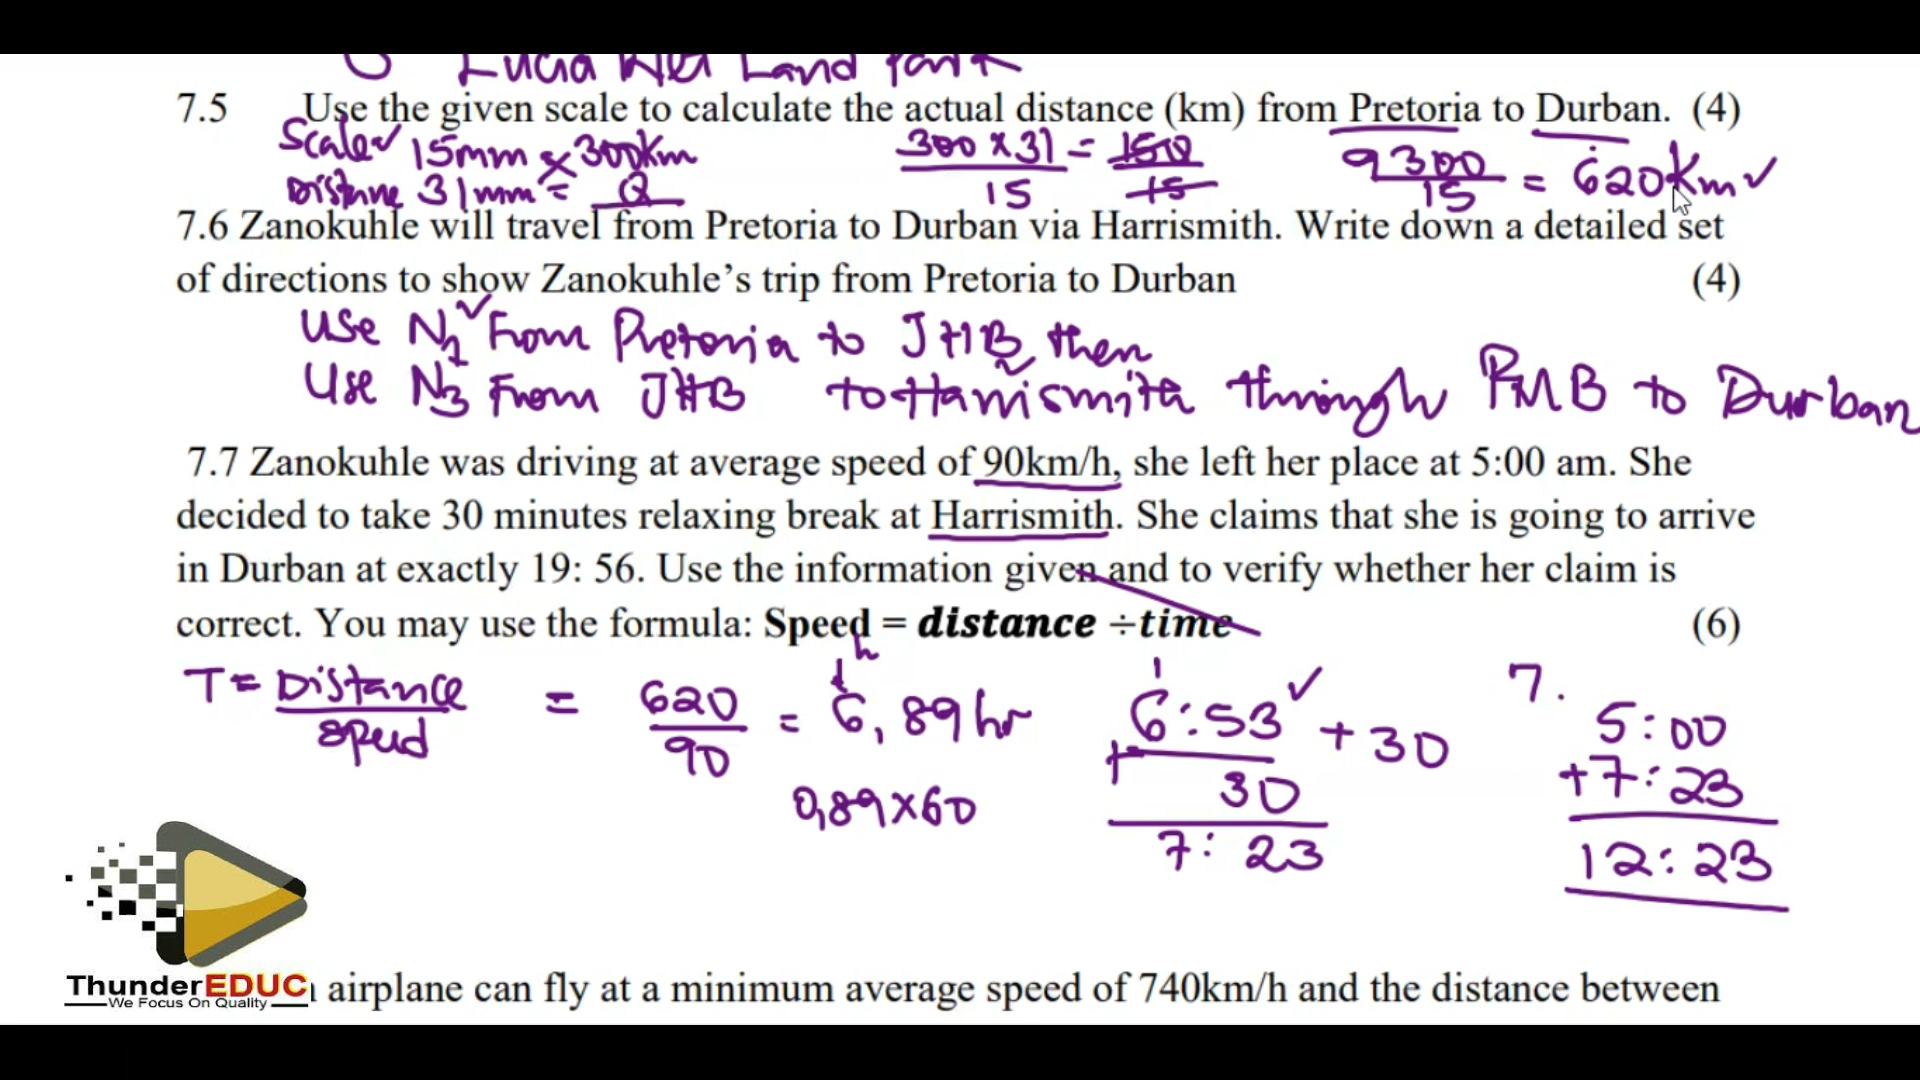 Lucia Wet Land Park
7.5 Use the given scale to calculate the actual distance (km) from Pretoria to Durban. (4)
Scale 15mm × 300km
300 × 31 = 150
9300 = 620Km
Distane 31mm = Q
15
15
15
7.6 Zanokuhle will travel from Pretoria to Durban via Harrismith. Write down a detailed set
of directions to show Zanokuhle’s trip from Pretoria to Durban (4)
Use N1 From Pretoria to JHB, then
Use N3 From JHB to Harrismith through PMB to Durban
7.7 Zanokuhle was driving at average speed of 90km/h, she left her place at 5:00 am. She
decided to take 30 minutes relaxing break at Harrismith. She claims that she is going to arrive
in Durban at exactly 19: 56. Use the information given and to verify whether her claim is
correct. You may use the formula: Speed = distance ÷time (6)
h
T = Distance = 620 = 6,89hr
speed 90
0,89×60
1
6:53 + 30
+ 30
7:23
7.
5:00
+7:23
12:23
ThunderEDUC
We Focus On Quality
airplane can fly at a minimum average speed of 740km/h and the distance between